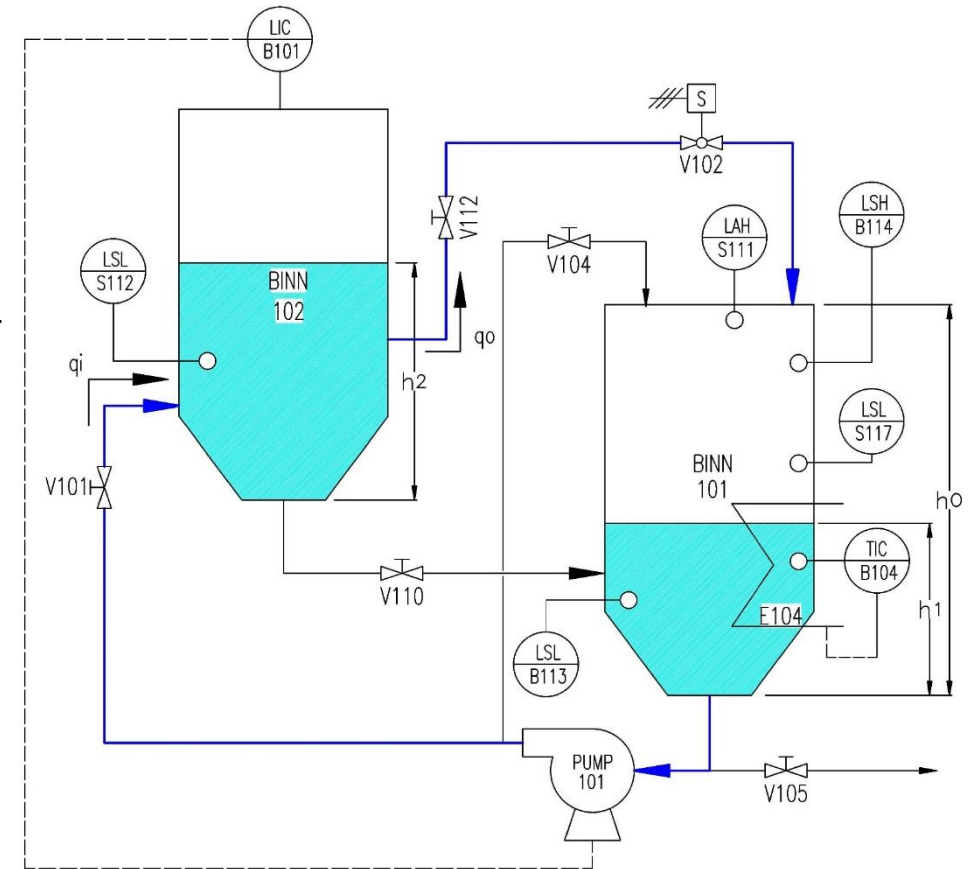 LIC
B101
S
V102
LSH
B114
LAH
S111
V112
V104
LSL
S112
BINN
102
qo
h2
qi
LSL
S117
BINN
101
h0
V101
TIC
B104
V110
E104
h1
LSL
B113
PUMP
101
V105